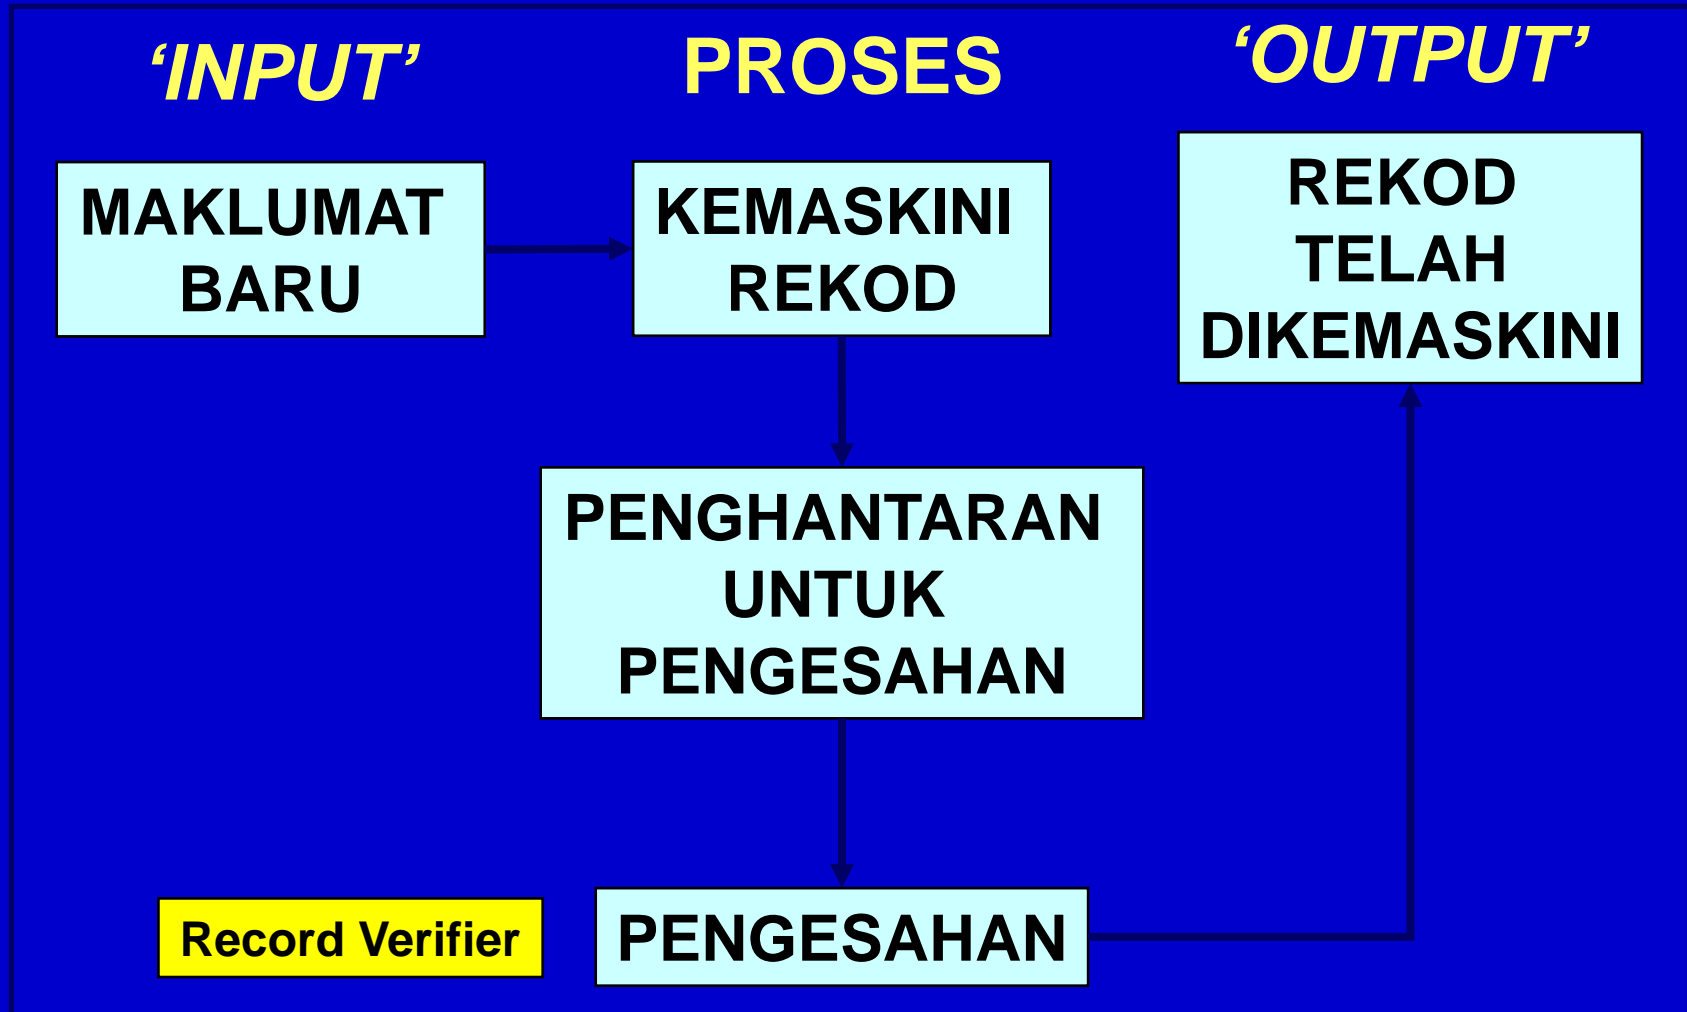 ‘INPUT’
PROSES
‘OUTPUT’
MAKLUMAT
BARU
KEMASKINI
REKOD
REKOD
TELAH
DIKEMASKINI
PENGHANTARAN
UNTUK
PENGESAHAN
Record Verifier
PENGESAHAN